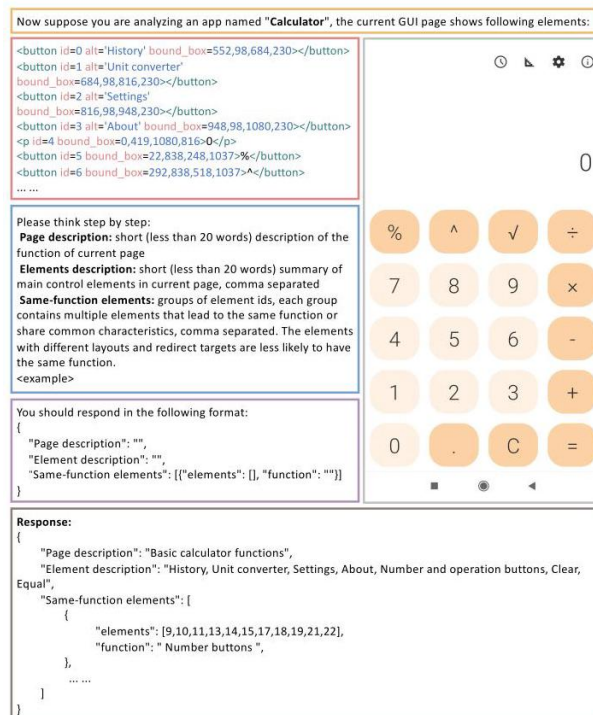 Now suppose you are analyzing an app named "Calculator", the current GUI page shows following elements:
<button id=0 alt='History' bound_box=552,98,684,230></button>
<button id=1 alt='Unit converter'
bound_box=684,98,816,230></button>
<button id=2 alt='Settings'
bound_box=816,98,948,230></button>
<button id=3 alt='About' bound_box=948,98,1080,230></button>
<p id=4 bound_box=0,419,1080,816>0</p>
<button id=5 bound_box=22,838,248,1037>%</button>
<button id=6 bound_box=292,838,518,1037>^</button>
... ...
Please think step by step:
Page description: short (less than 20 words) description of the
function of current page
Elements description: short (less than 20 words) summary of
main control elements in current page, comma separated
Same-function elements: groups of element ids, each group
contains multiple elements that lead to the same function or
share common characteristics, comma separated. The elements
with different layouts and redirect targets are less likely to have
the same function.
<example>
You should respond in the following format:
{
"Page description": "",
"Element description": "",
"Same-function elements": [{"elements": [], "function": ""}]
}
0
% ^ √ ÷
7 8 9 ×
4 5 6 -
1 2 3 +
0 . C =
Response:
{
"Page description": "Basic calculator functions",
"Element description": "History, Unit converter, Settings, About, Number and operation buttons, Clear,
Equal",
"Same-function elements": [
{
"elements": [9,10,11,13,14,15,17,18,19,21,22],
"function": " Number buttons ",
},
... ...
]
}